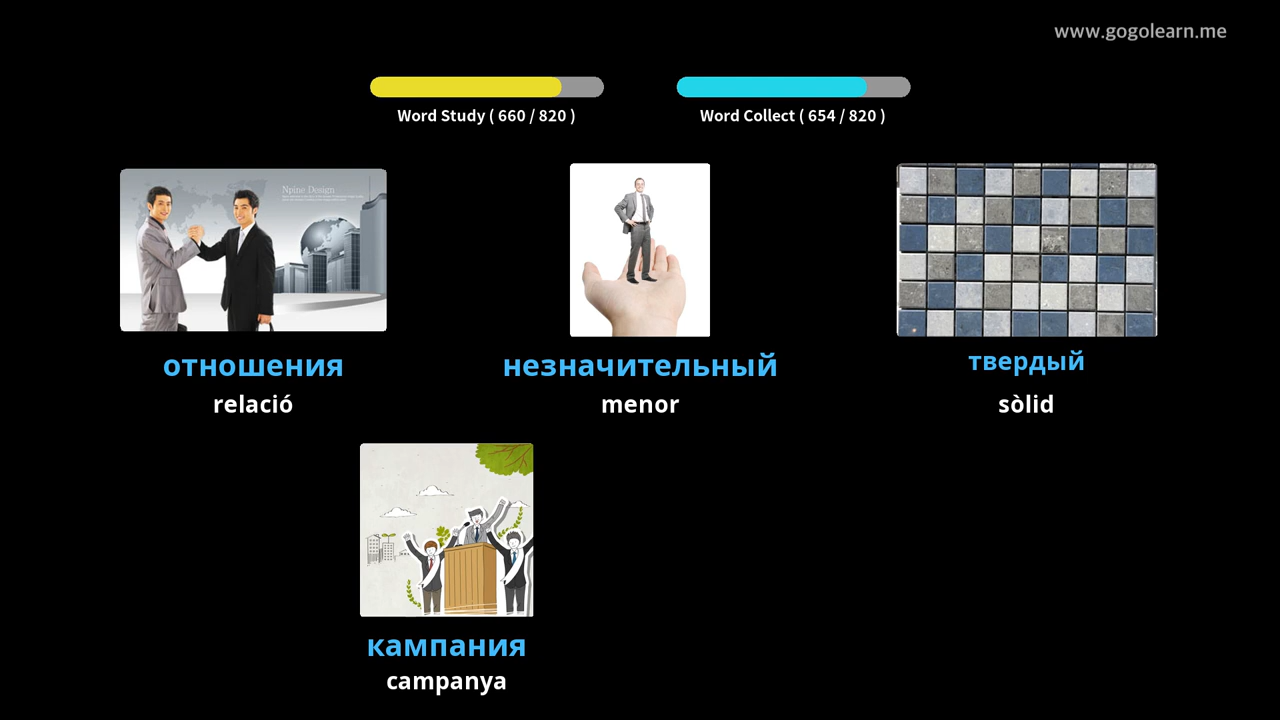 www.gogolearn.me
Word Study ( 660 / 820 )
Word Collect ( 654 / 820 )
Npine Design
отношения
relació
незначительный
menor
твердый
sòlid
кампания
campanya